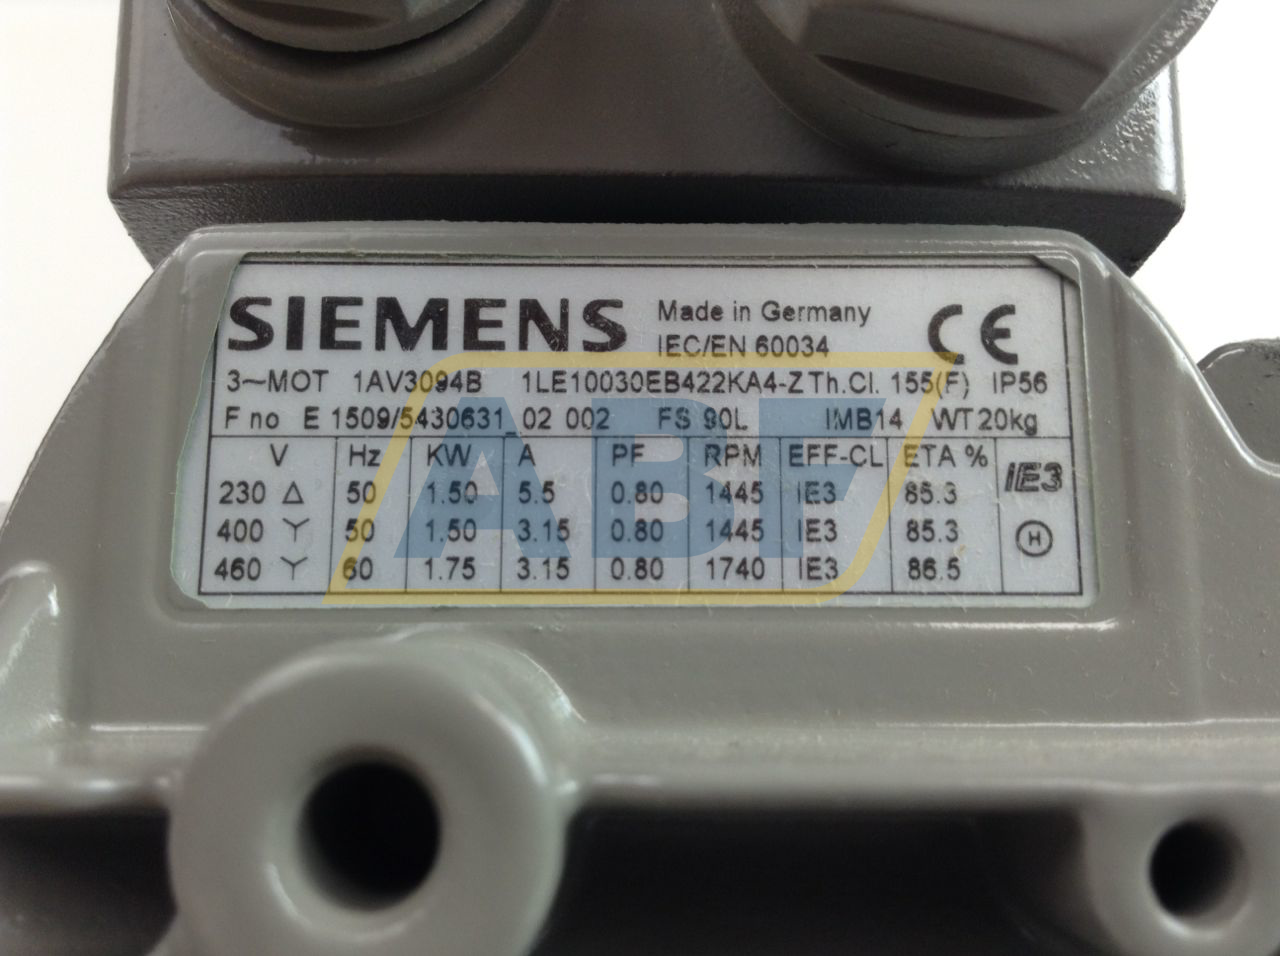 SIEMENS
Made in Germany
IEC/EN 60034
CE
3~MOT 1AV3094B 1LE10030EB422KA4-Z Th.Cl. 155(F) IP56
F no E 1509/5430631_02 002 FS 90L IMB14 WT 20kg
V Hz KW A PF RPM EFF-CL ETA %
230 Δ 50 1.50 5.5 0.80 1445 IE3 85.3
400 Y 50 1.50 3.15 0.80 1445 IE3 85.3
460 Y 60 1.75 3.15 0.80 1740 IE3 86.5
IE3
H
ABF